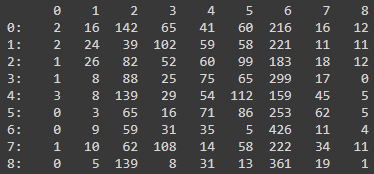 0 1 2 3 4 5 6 7 8
0: 2 16 142 65 41 60 216 16 12
1: 2 24 39 102 59 58 221 11 11
2: 1 26 82 52 60 99 183 18 12
3: 1 8 88 25 75 65 299 17 0
4: 3 8 139 29 54 112 159 45 5
5: 0 3 65 16 71 86 253 62 5
6: 0 9 59 31 35 5 426 11 4
7: 1 10 62 108 14 58 222 34 11
8: 0 5 139 8 31 13 361 19 1